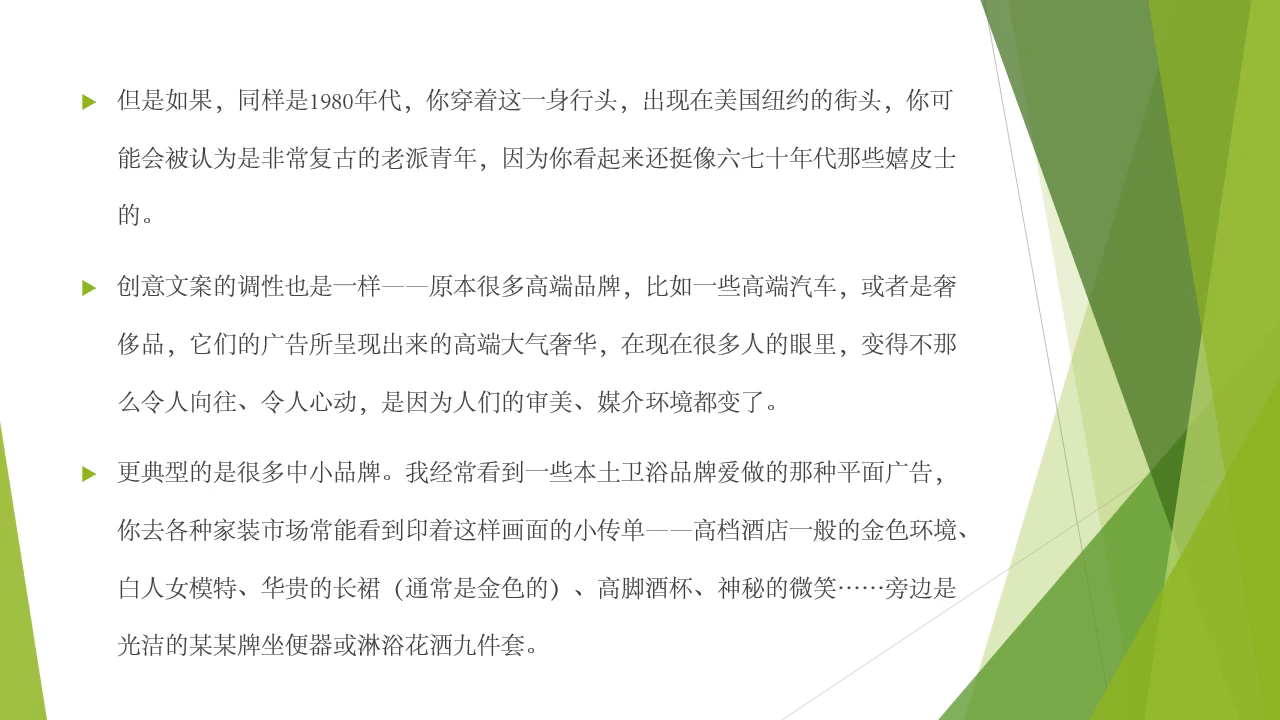 但是如果，同样是1980年代，你穿着这一身行头，出现在美国纽约的街头，你可
能会被认为是非常复古的老派青年，因为你看起来还挺像六七十年代那些嬉皮士
的。
创意文案的调性也是一样——原本很多高端品牌，比如一些高端汽车，或者是奢
侈品，它们的广告所呈现出来的高端大气奢华，在现在很多人的眼里，变得不那
么令人向往、令人心动，是因为人们的审美、媒介环境都变了。
更典型的是很多中小品牌。我经常看到一些本土卫浴品牌爱做的那种平面广告，
你去各种家装市场常能看到印着这样画面的小传单——高档酒店一般的金色环境、
白人女模特、华贵的长裙（通常是金色的）、高脚酒杯、神秘的微笑……旁边是
光洁的某某牌坐便器或淋浴花洒九件套。